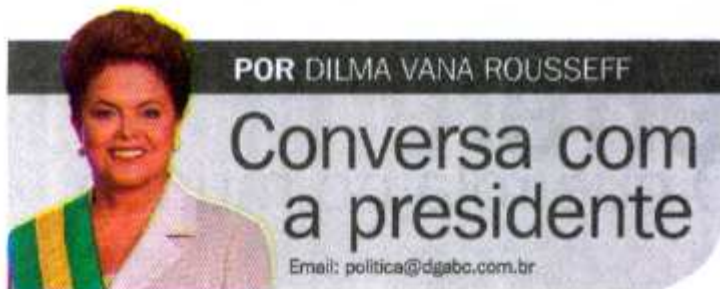 POR DILMA VANA ROUSSEFF
Conversa com
a presidente
Email: politica@dgabc.com.br